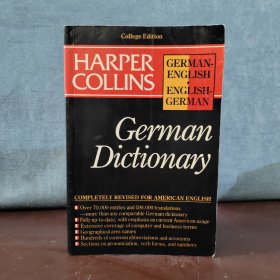 College Edition
HARPER
COLLINS
GERMAN-
ENGLISH
•
ENGLISH-
GERMAN
German
Dictionary
COMPLETELY REVISED FOR AMERICAN ENGLISH
Over 70,000 entries and 100,000 translations
—more than any comparable German dictionary
Fully up-to-date, with emphasis on current American usage
Extensive coverage of computer and business terms
Geographical area names
Hundreds of common abbreviations and acronyms
Sections on pronunciation, verb forms, and numbers